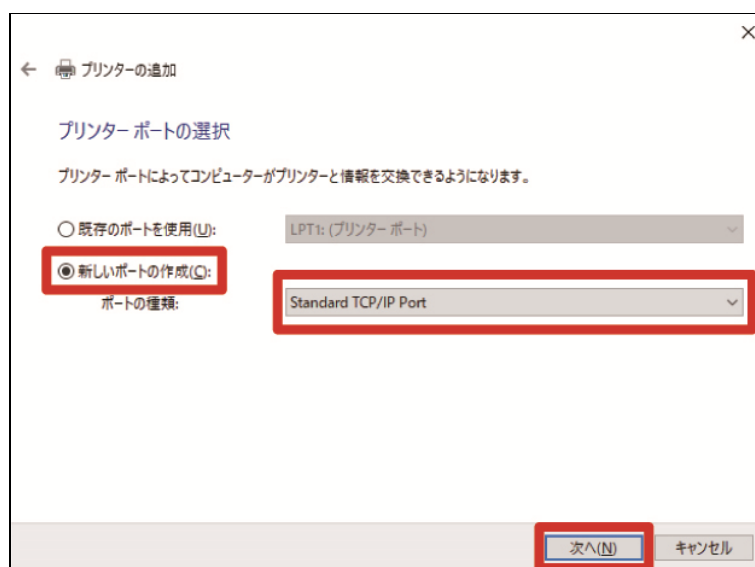 プリンターの追加
プリンター ポートの選択
プリンター ポートによってコンピューターがプリンターと情報を交換できるようになります。
既存のポートを使用(U): LPT1: (プリンター ポート)
新しいポートの作成(C):
ポートの種類: Standard TCP/IP Port
次へ(N) キャンセル